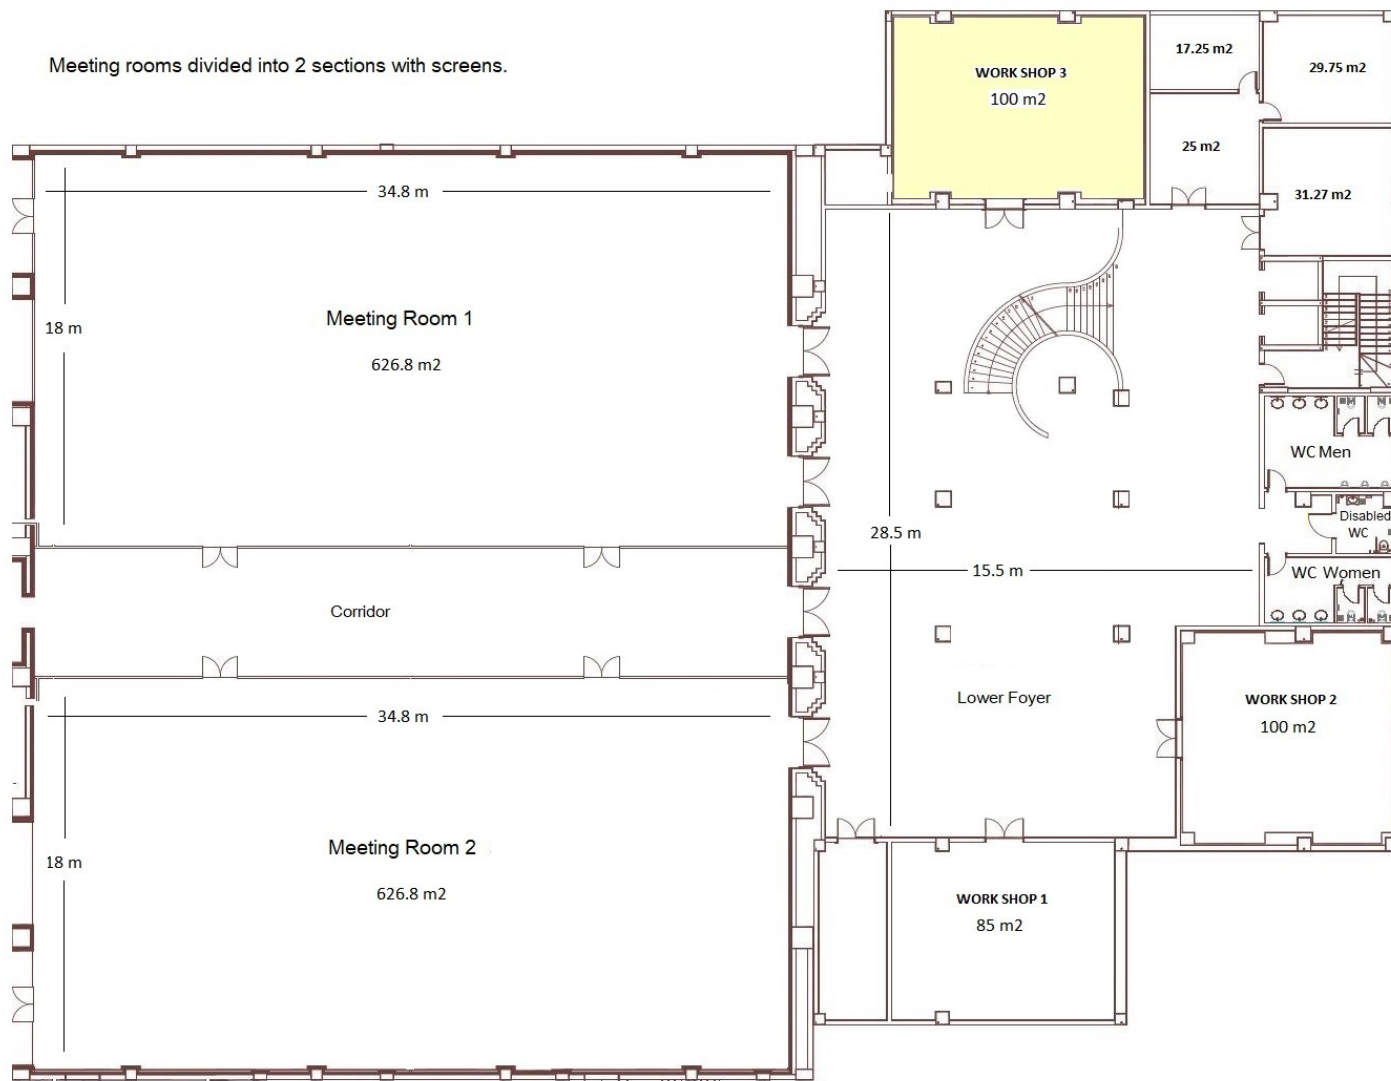 Meeting rooms divided into 2 sections with screens.
WORK SHOP 3
100 m2
17.25 m2
29.75 m2
25 m2
31.27 m2
34.8 m
18 m
Meeting Room 1
626.8 m2
WC Men
Disabled
WC
WC Women
28.5 m
15.5 m
Corridor
Lower Foyer
WORK SHOP 2
100 m2
34.8 m
18 m
Meeting Room 2
626.8 m2
WORK SHOP 1
85 m2